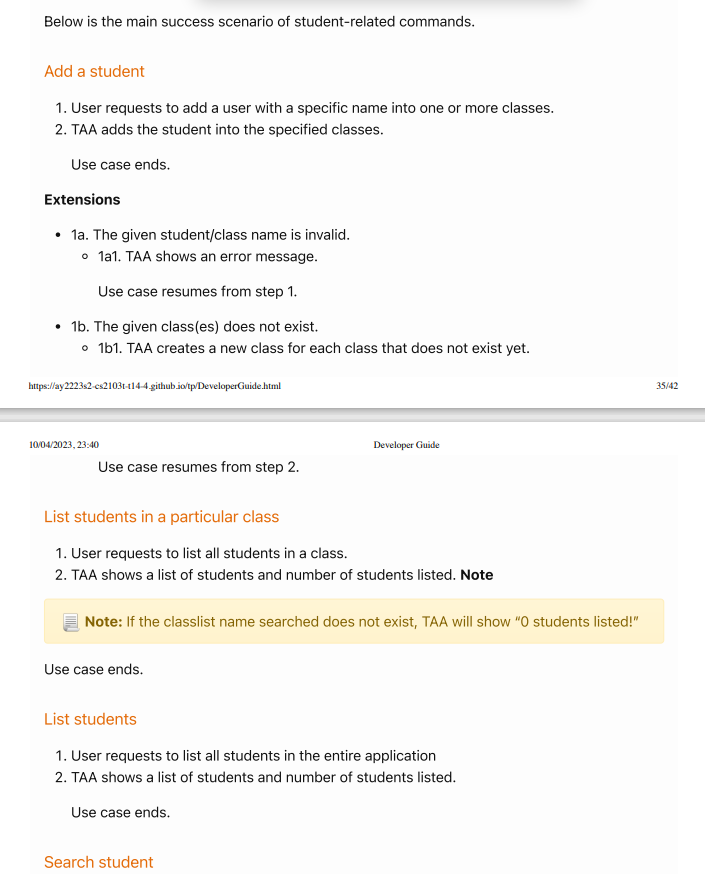 Below is the main success scenario of student-related commands.
Add a student
1. User requests to add a user with a specific name into one or more classes.
2. TAA adds the student into the specified classes.
Use case ends.
Extensions
• 1a. The given student/class name is invalid.
◦ 1a1. TAA shows an error message.
Use case resumes from step 1.
• 1b. The given class(es) does not exist.
◦ 1b1. TAA creates a new class for each class that does not exist yet.
https://ay2223s2-cs2103t-t14-4.github.io/tp/DeveloperGuide.html 35/42
10/04/2023, 23:40 Developer Guide
Use case resumes from step 2.
List students in a particular class
1. User requests to list all students in a class.
2. TAA shows a list of students and number of students listed. Note
Note: If the classlist name searched does not exist, TAA will show “0 students listed!”
Use case ends.
List students
1. User requests to list all students in the entire application
2. TAA shows a list of students and number of students listed.
Use case ends.
Search student